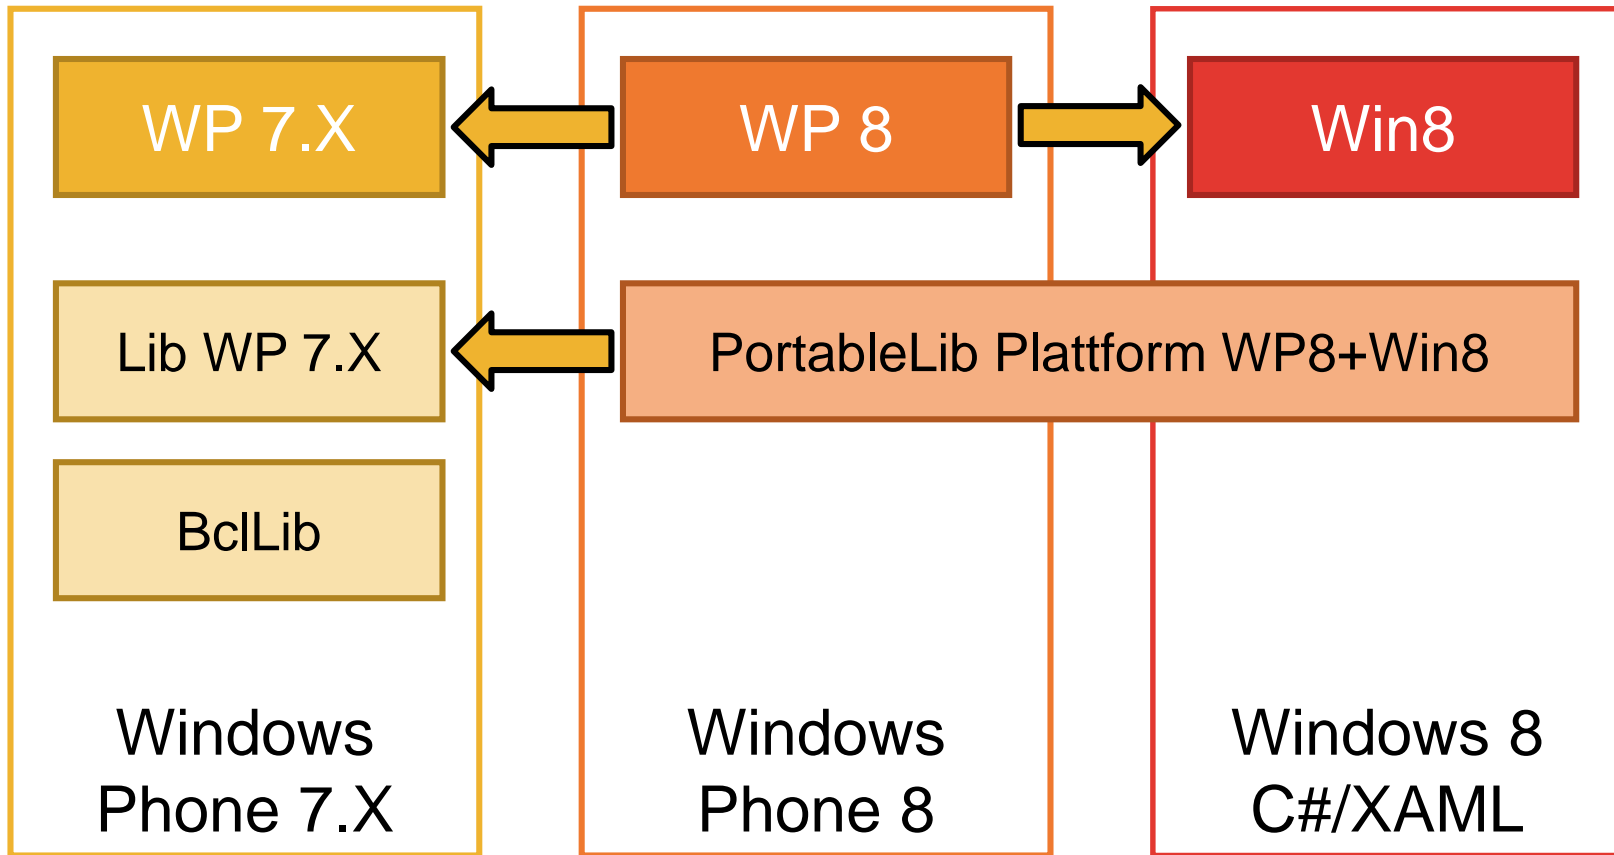 WP 7.X
WP 8
Win8
Lib WP 7.X
PortableLib Plattform WP8+Win8
BclLib
Windows
Phone 7.X
Windows
Phone 8
Windows 8
C#/XAML